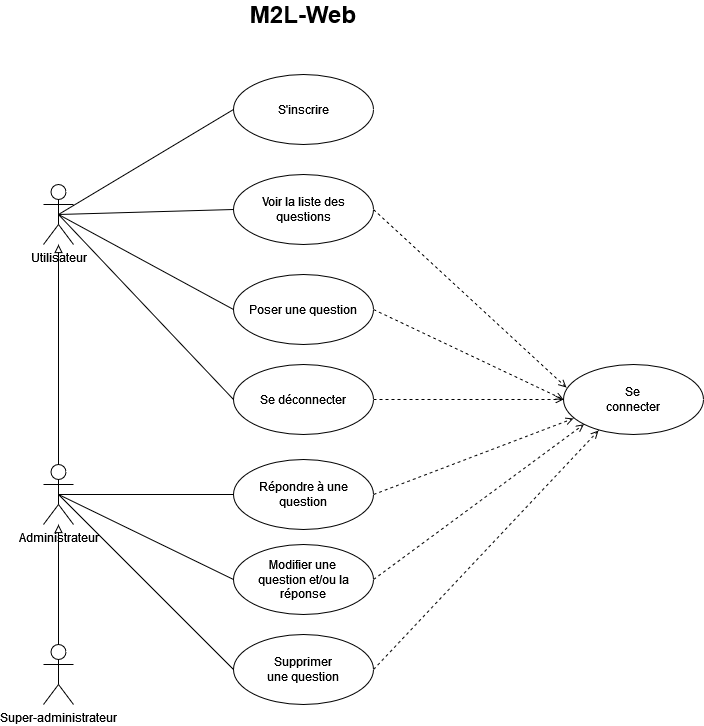 M2L-Web
S'inscrire
Voir la liste des
questions
Utilisateur
Poser une question
Se déconnecter
Se
connecter
Répondre à une
question
Administrateur
Modifier une
question et/ou la
réponse
Supprimer
une question
Super-administrateur